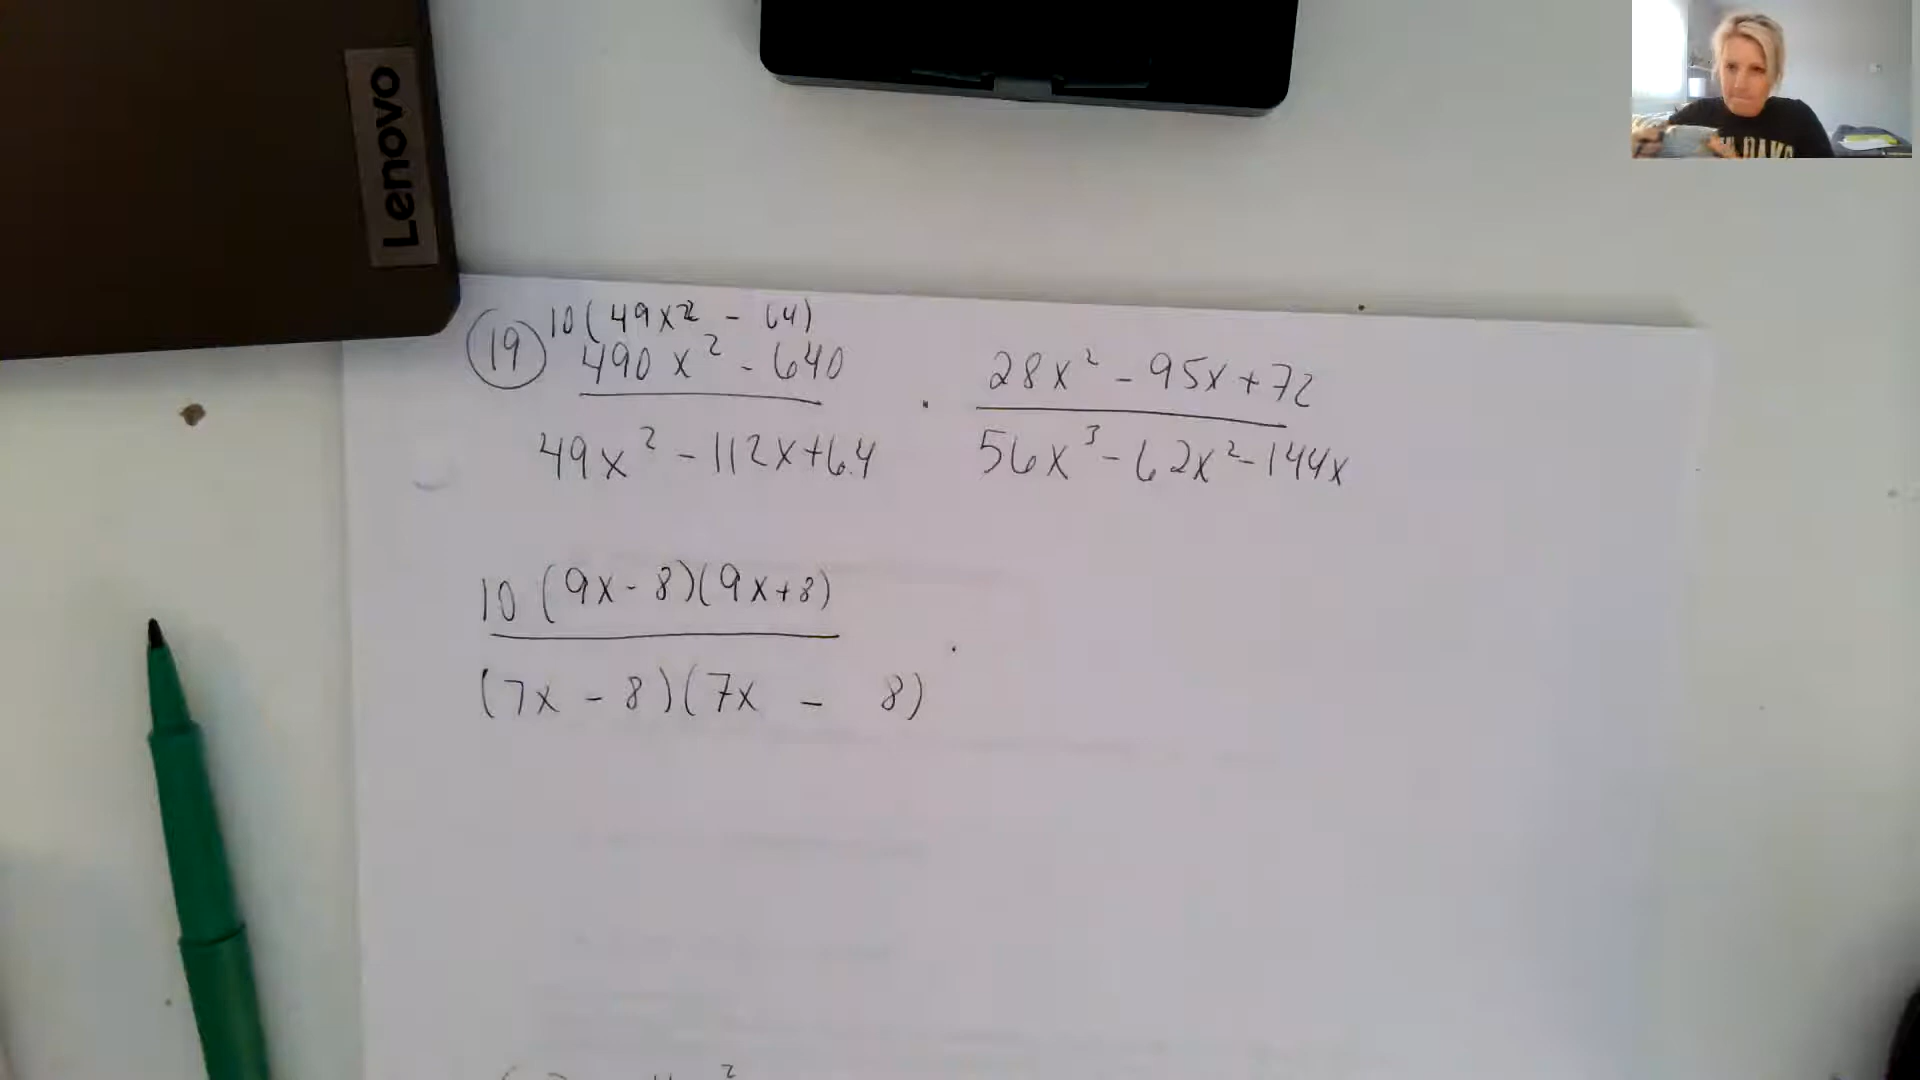 Lenovo
19
10(49x² - 64)
490x² - 640
28x² - 95x + 72
.
49x² - 112x + 64
56x³ - 62x² - 144x
10(9x - 8)(9x + 8)
.
(7x - 8)(7x - 8)